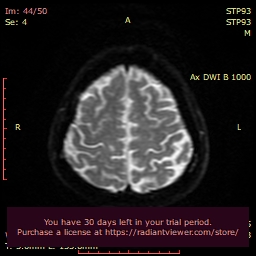 Im: 44/50
Se: 4
A
STP93
STP93
M
Ax DWI B 1000
R
L
You have 30 days left in your trial period.
Purchase a license at https://radiantviewer.com/store/